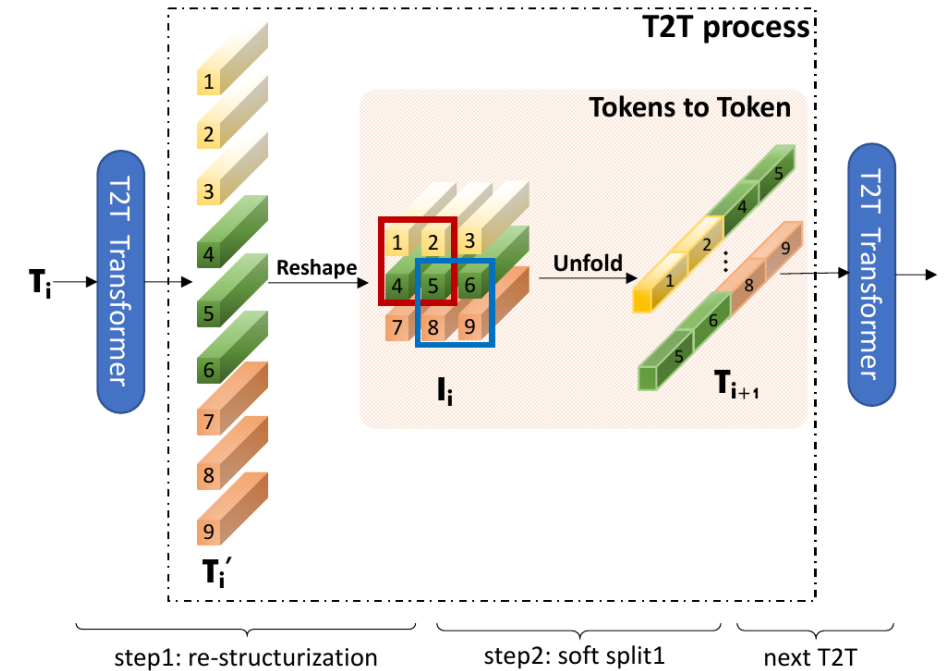 T2T process
Tokens to Token
T2T Transformer
T2T Transformer
1
2
3
4
5
6
7
8
9
1 2 3
4 5 6
7 8 9
1 2 4 5
⋮
5 6 8 9
Tᵢ
Reshape
Unfold
Iᵢ
Tᵢ₊₁
Tᵢ′
step1: re-structurization
step2: soft split1
next T2T